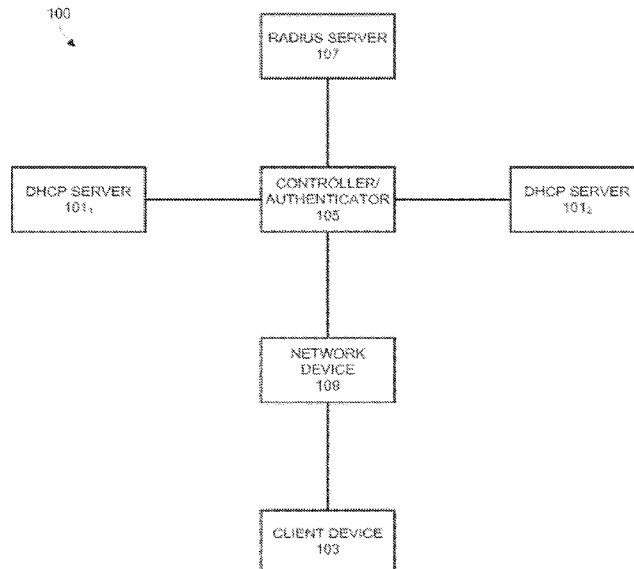 100
RADIUS SERVER
107
DHCP SERVER
101₁
CONTROLLER/
AUTHENTICATOR
105
DHCP SERVER
101₂
NETWORK
DEVICE
109
CLIENT DEVICE
103